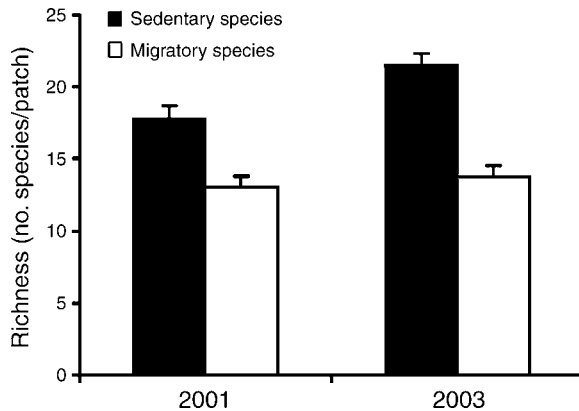 Sedentary species
Migratory species
Richness (no. species/patch)
25
20
15
10
5
0
2001
2003